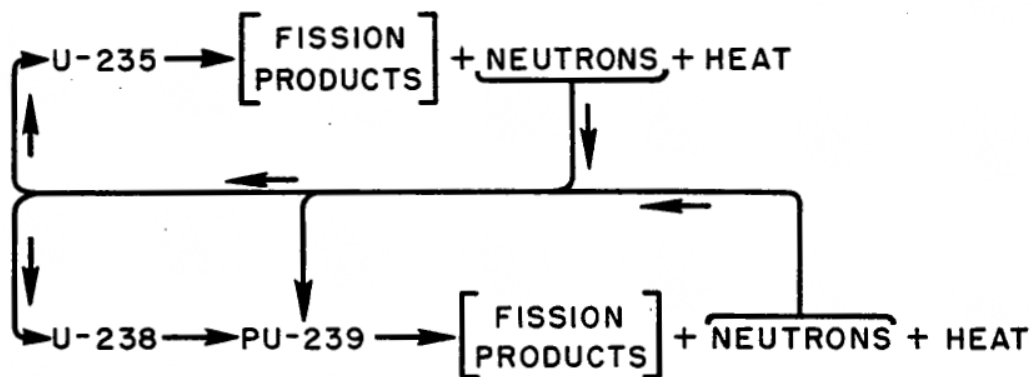 U-235 FISSION PRODUCTS + NEUTRONS + HEAT
U-238 PU-239 FISSION PRODUCTS + NEUTRONS + HEAT